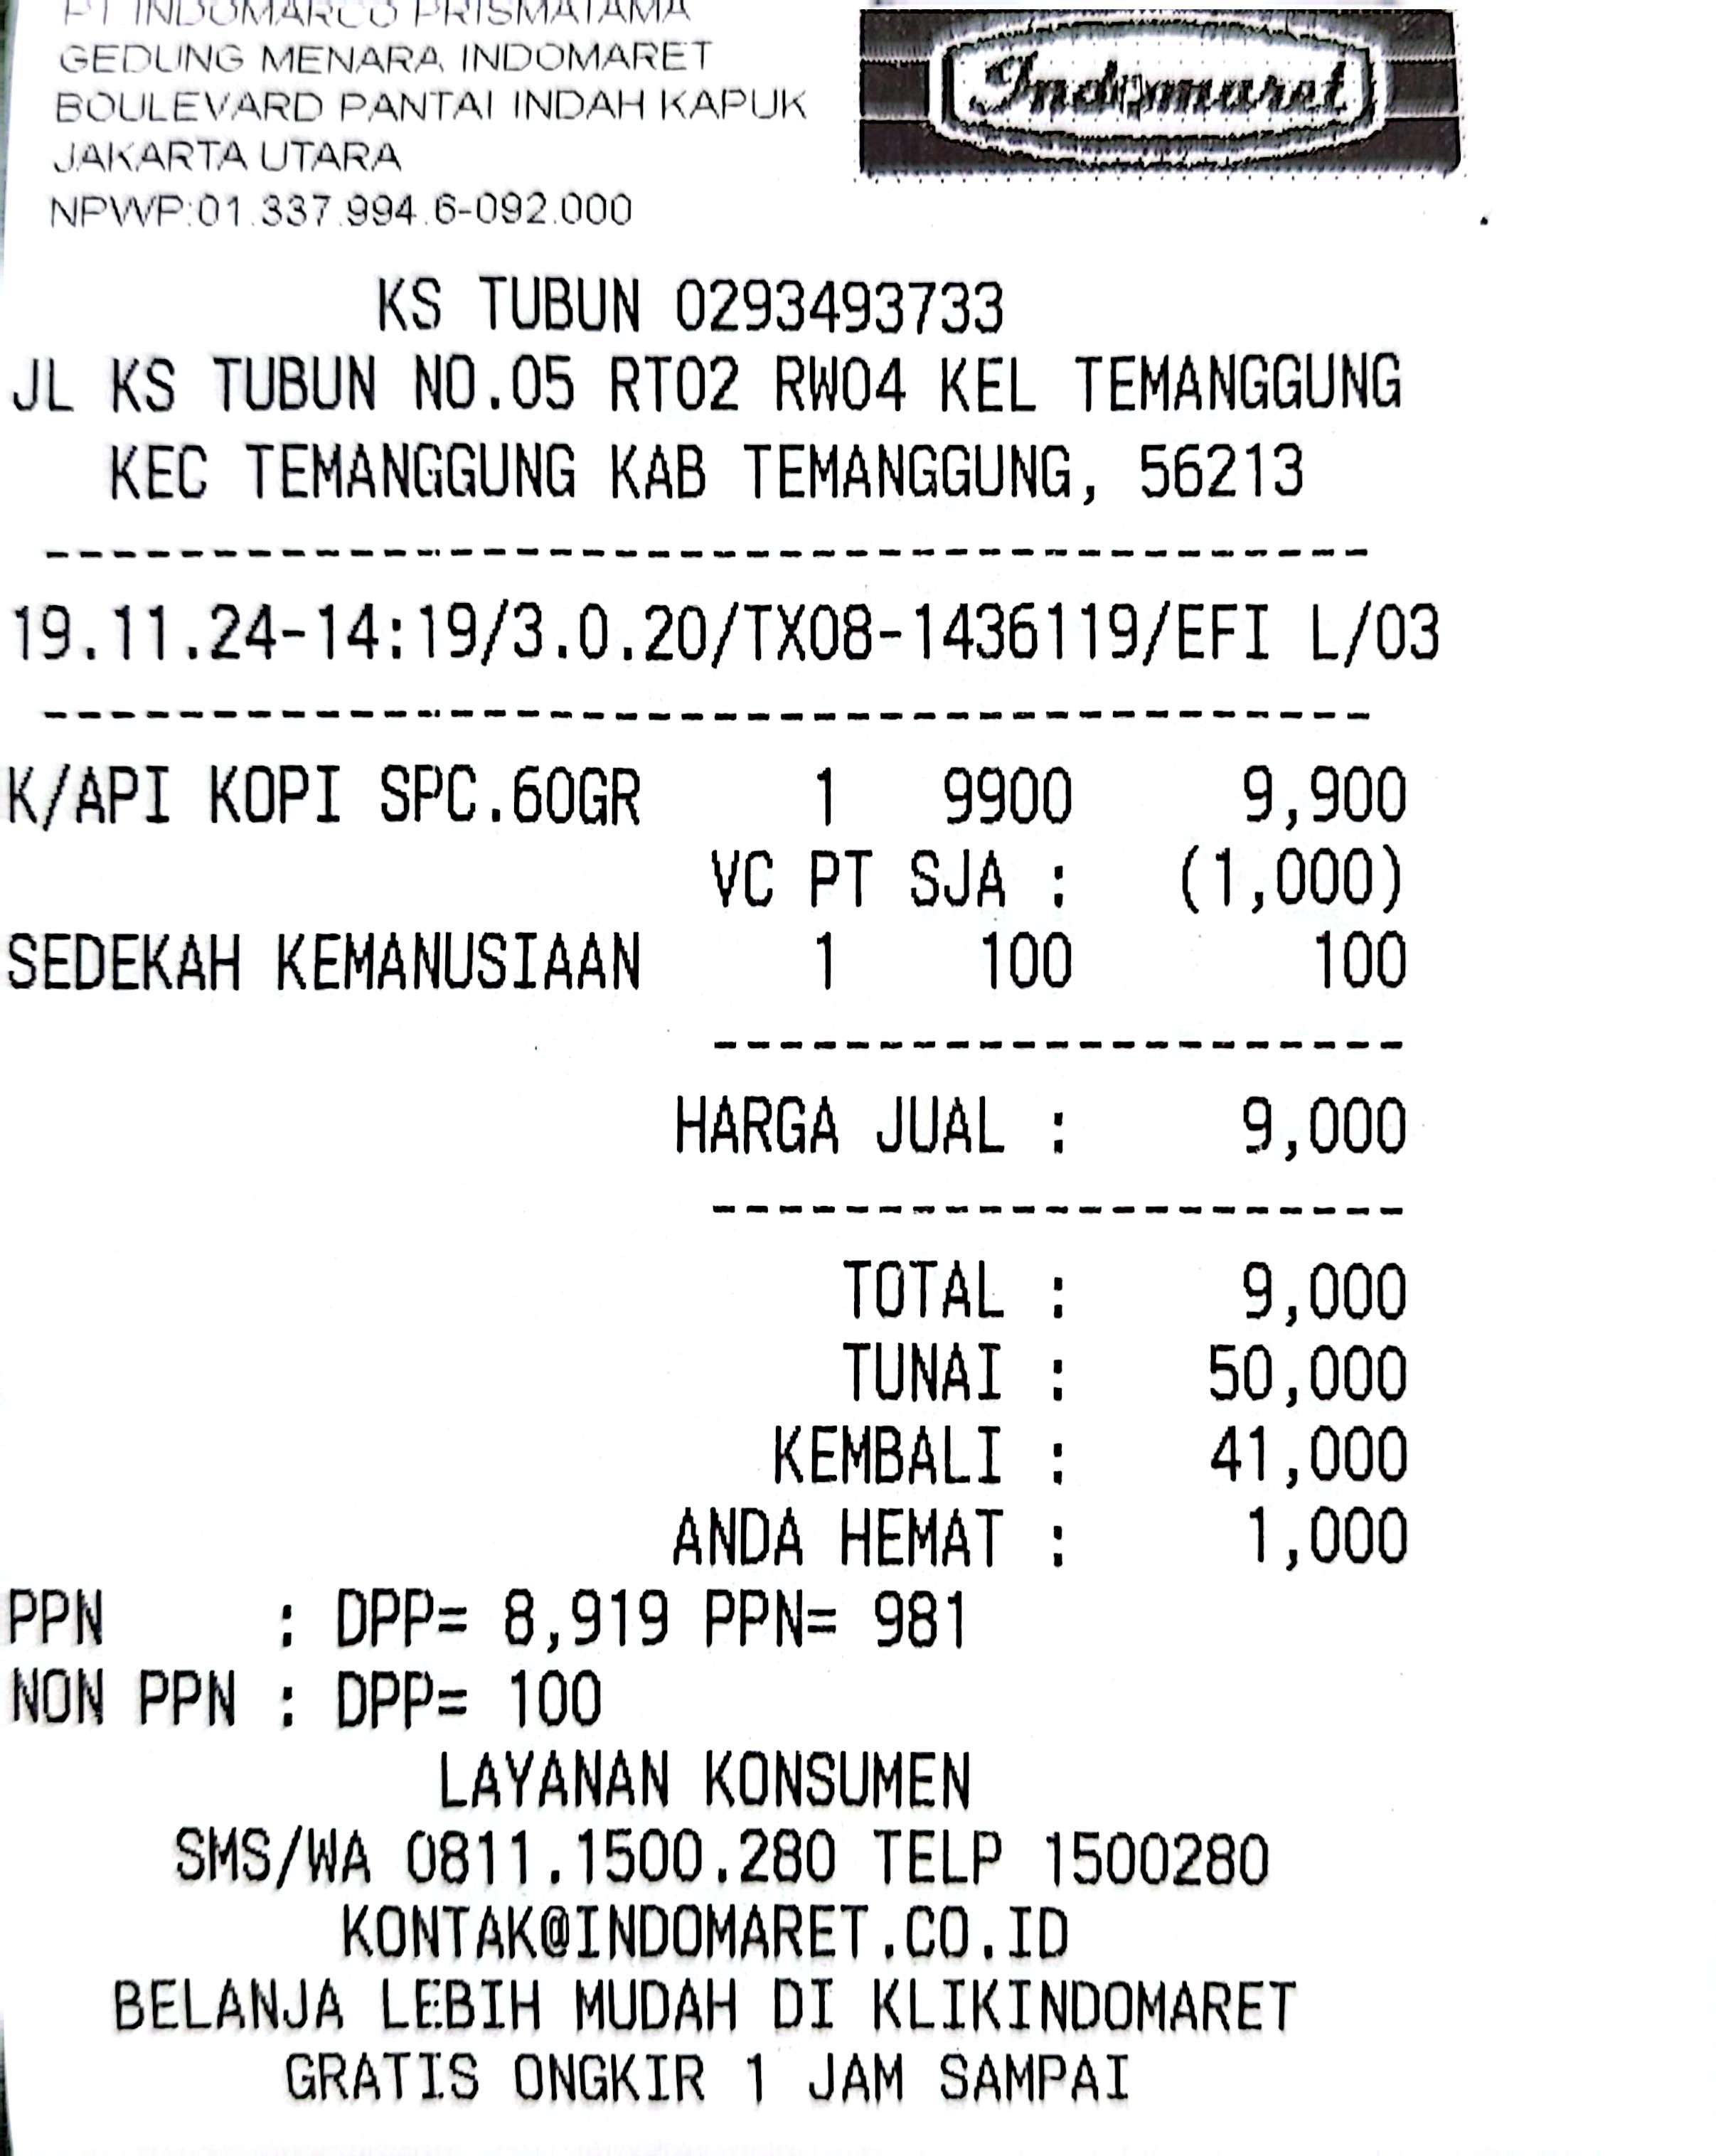 PT INDOMARCO PRISMATAMA
GEDUNG MENARA INDOMARET
BOULEVARD PANTAI INDAH KAPUK
JAKARTA UTARA
NPWP:01.337.994.6-092.000
Indomaret
KS TUBUN 0293493733
JL KS TUBUN NO.05 RT02 RW04 KEL TEMANGGUNG
KEC TEMANGGUNG KAB TEMANGGUNG, 56213
19.11.24-14:19/3.0.20/TX08-1436119/EFI L/03
K/API KOPI SPC.60GR 1 9900 9,900
VC PT SJA : (1,000)
SEDEKAH KEMANUSIAAN 1 100 100
HARGA JUAL : 9,000
TOTAL : 9,000
TUNAI : 50,000
KEMBALI : 41,000
ANDA HEMAT : 1,000
PPN : DPP= 8,919 PPN= 981
NON PPN : DPP= 100
LAYANAN KONSUMEN
SMS/WA 0811.1500.280 TELP 1500280
KONTAK@INDOMARET.CO.ID
BELANJA LEBIH MUDAH DI KLIKINDOMARET
GRATIS ONGKIR 1 JAM SAMPAI